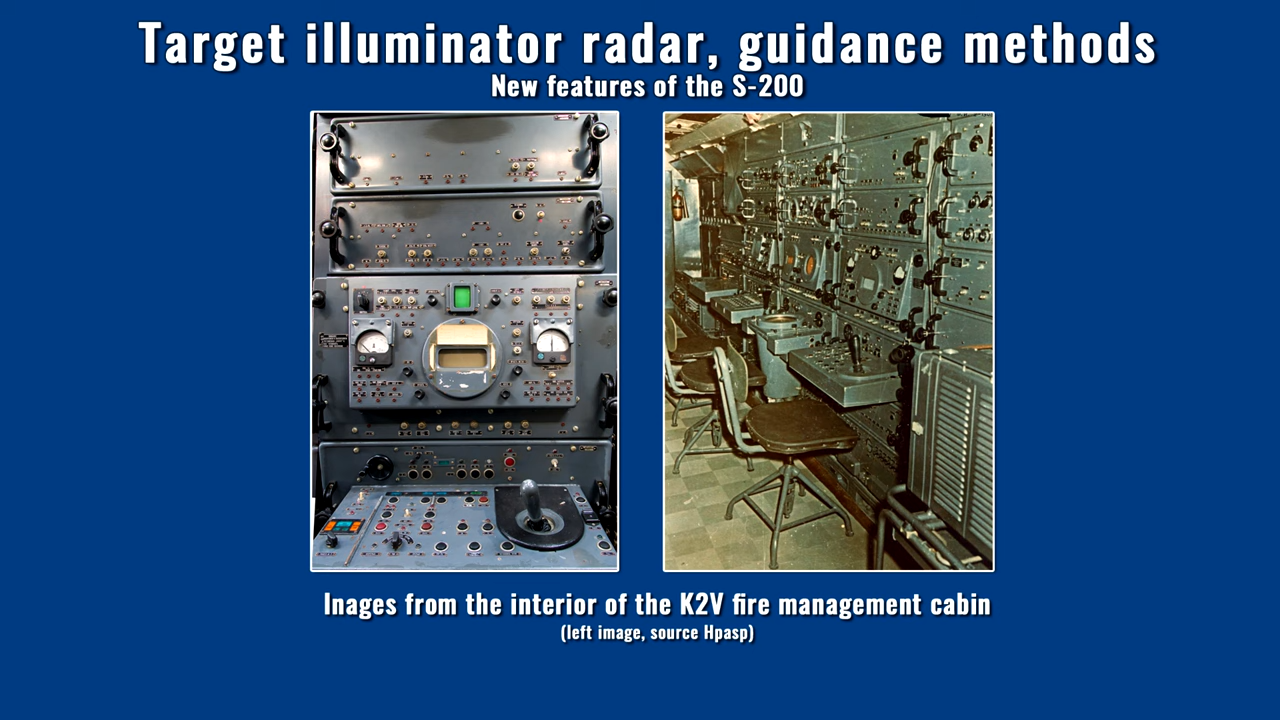 Target illuminator radar, guidance methods
New features of the S-200
Inages from the interior of the K2V fire management cabin
(left image, source Hpasp)